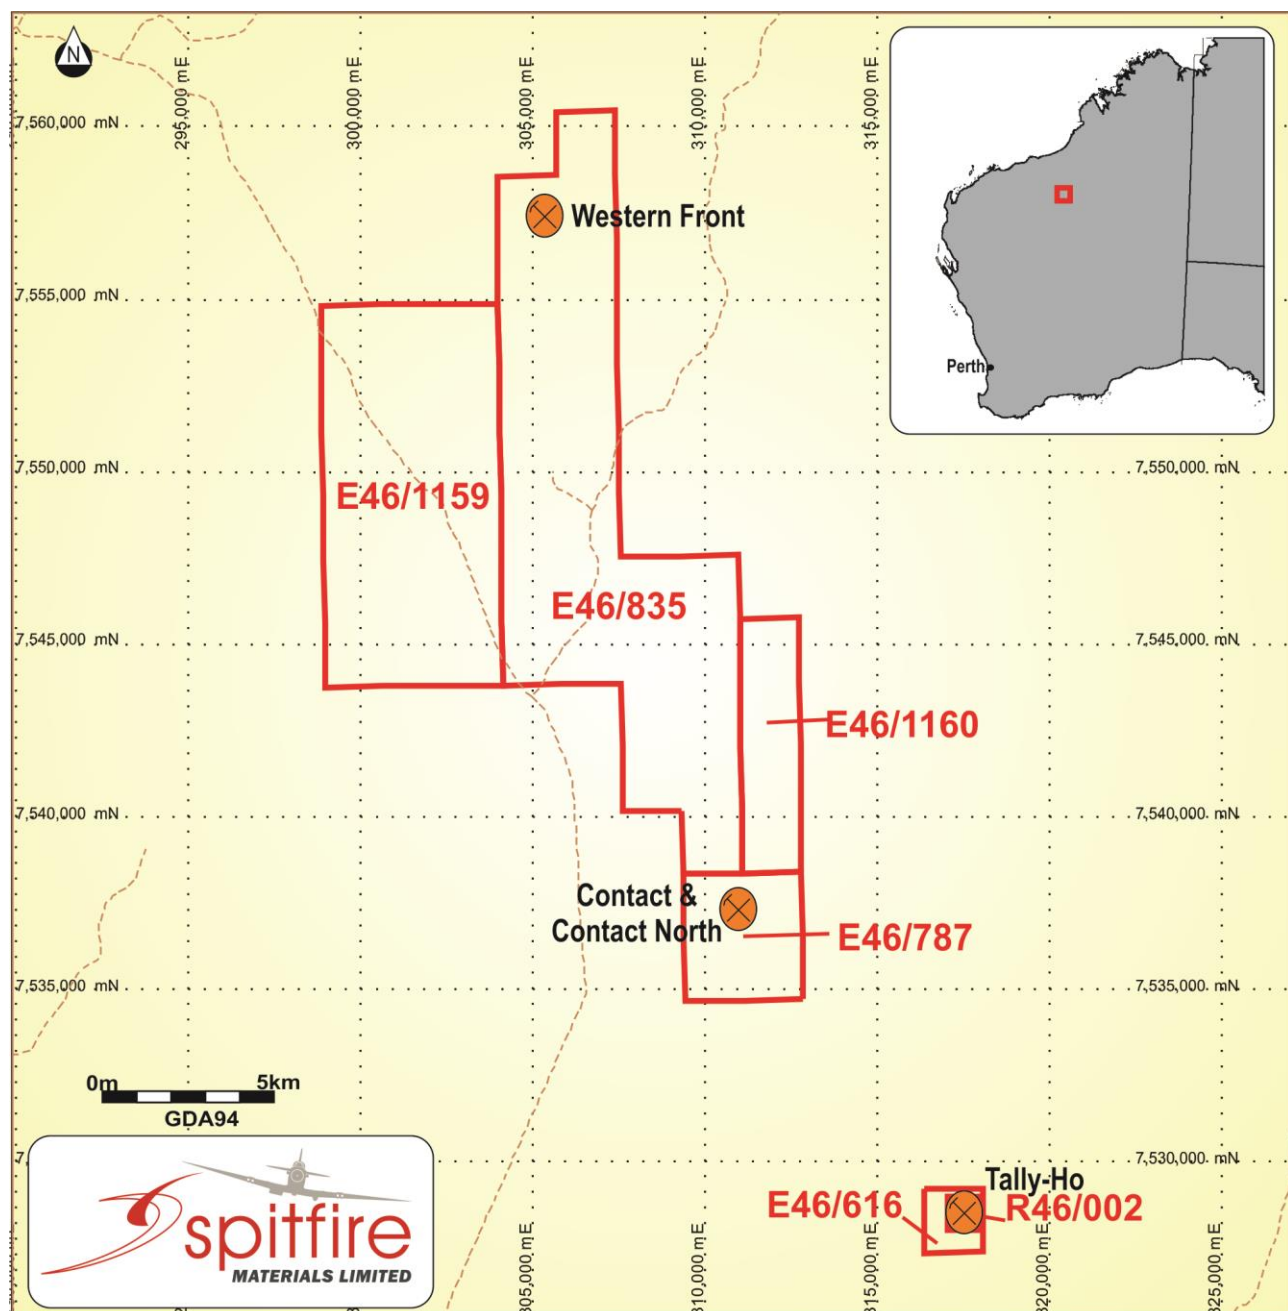 N
295,000 mE
300,000 mE
305,000 mE
310,000 mE
315,000 mE
7,560,000 mN
Western Front
Perth
7,555,000 mN
7,550,000 mN
7,550,000 mN
E46/1159
E46/835
7,545,000 mN
7,545,000 mN
E46/1160
7,540,000 mN
7,540,000 mN
Contact &
Contact North
E46/787
7,535,000 mN
7,535,000 mN
0m
5km
GDA94
7,530,000 mN
Tally-Ho
E46/616
R46/002
spitfire
MATERIALS LIMITED
305,000 mE
310,000 mE
315,000 mE
320,000 mE
325,000 mE